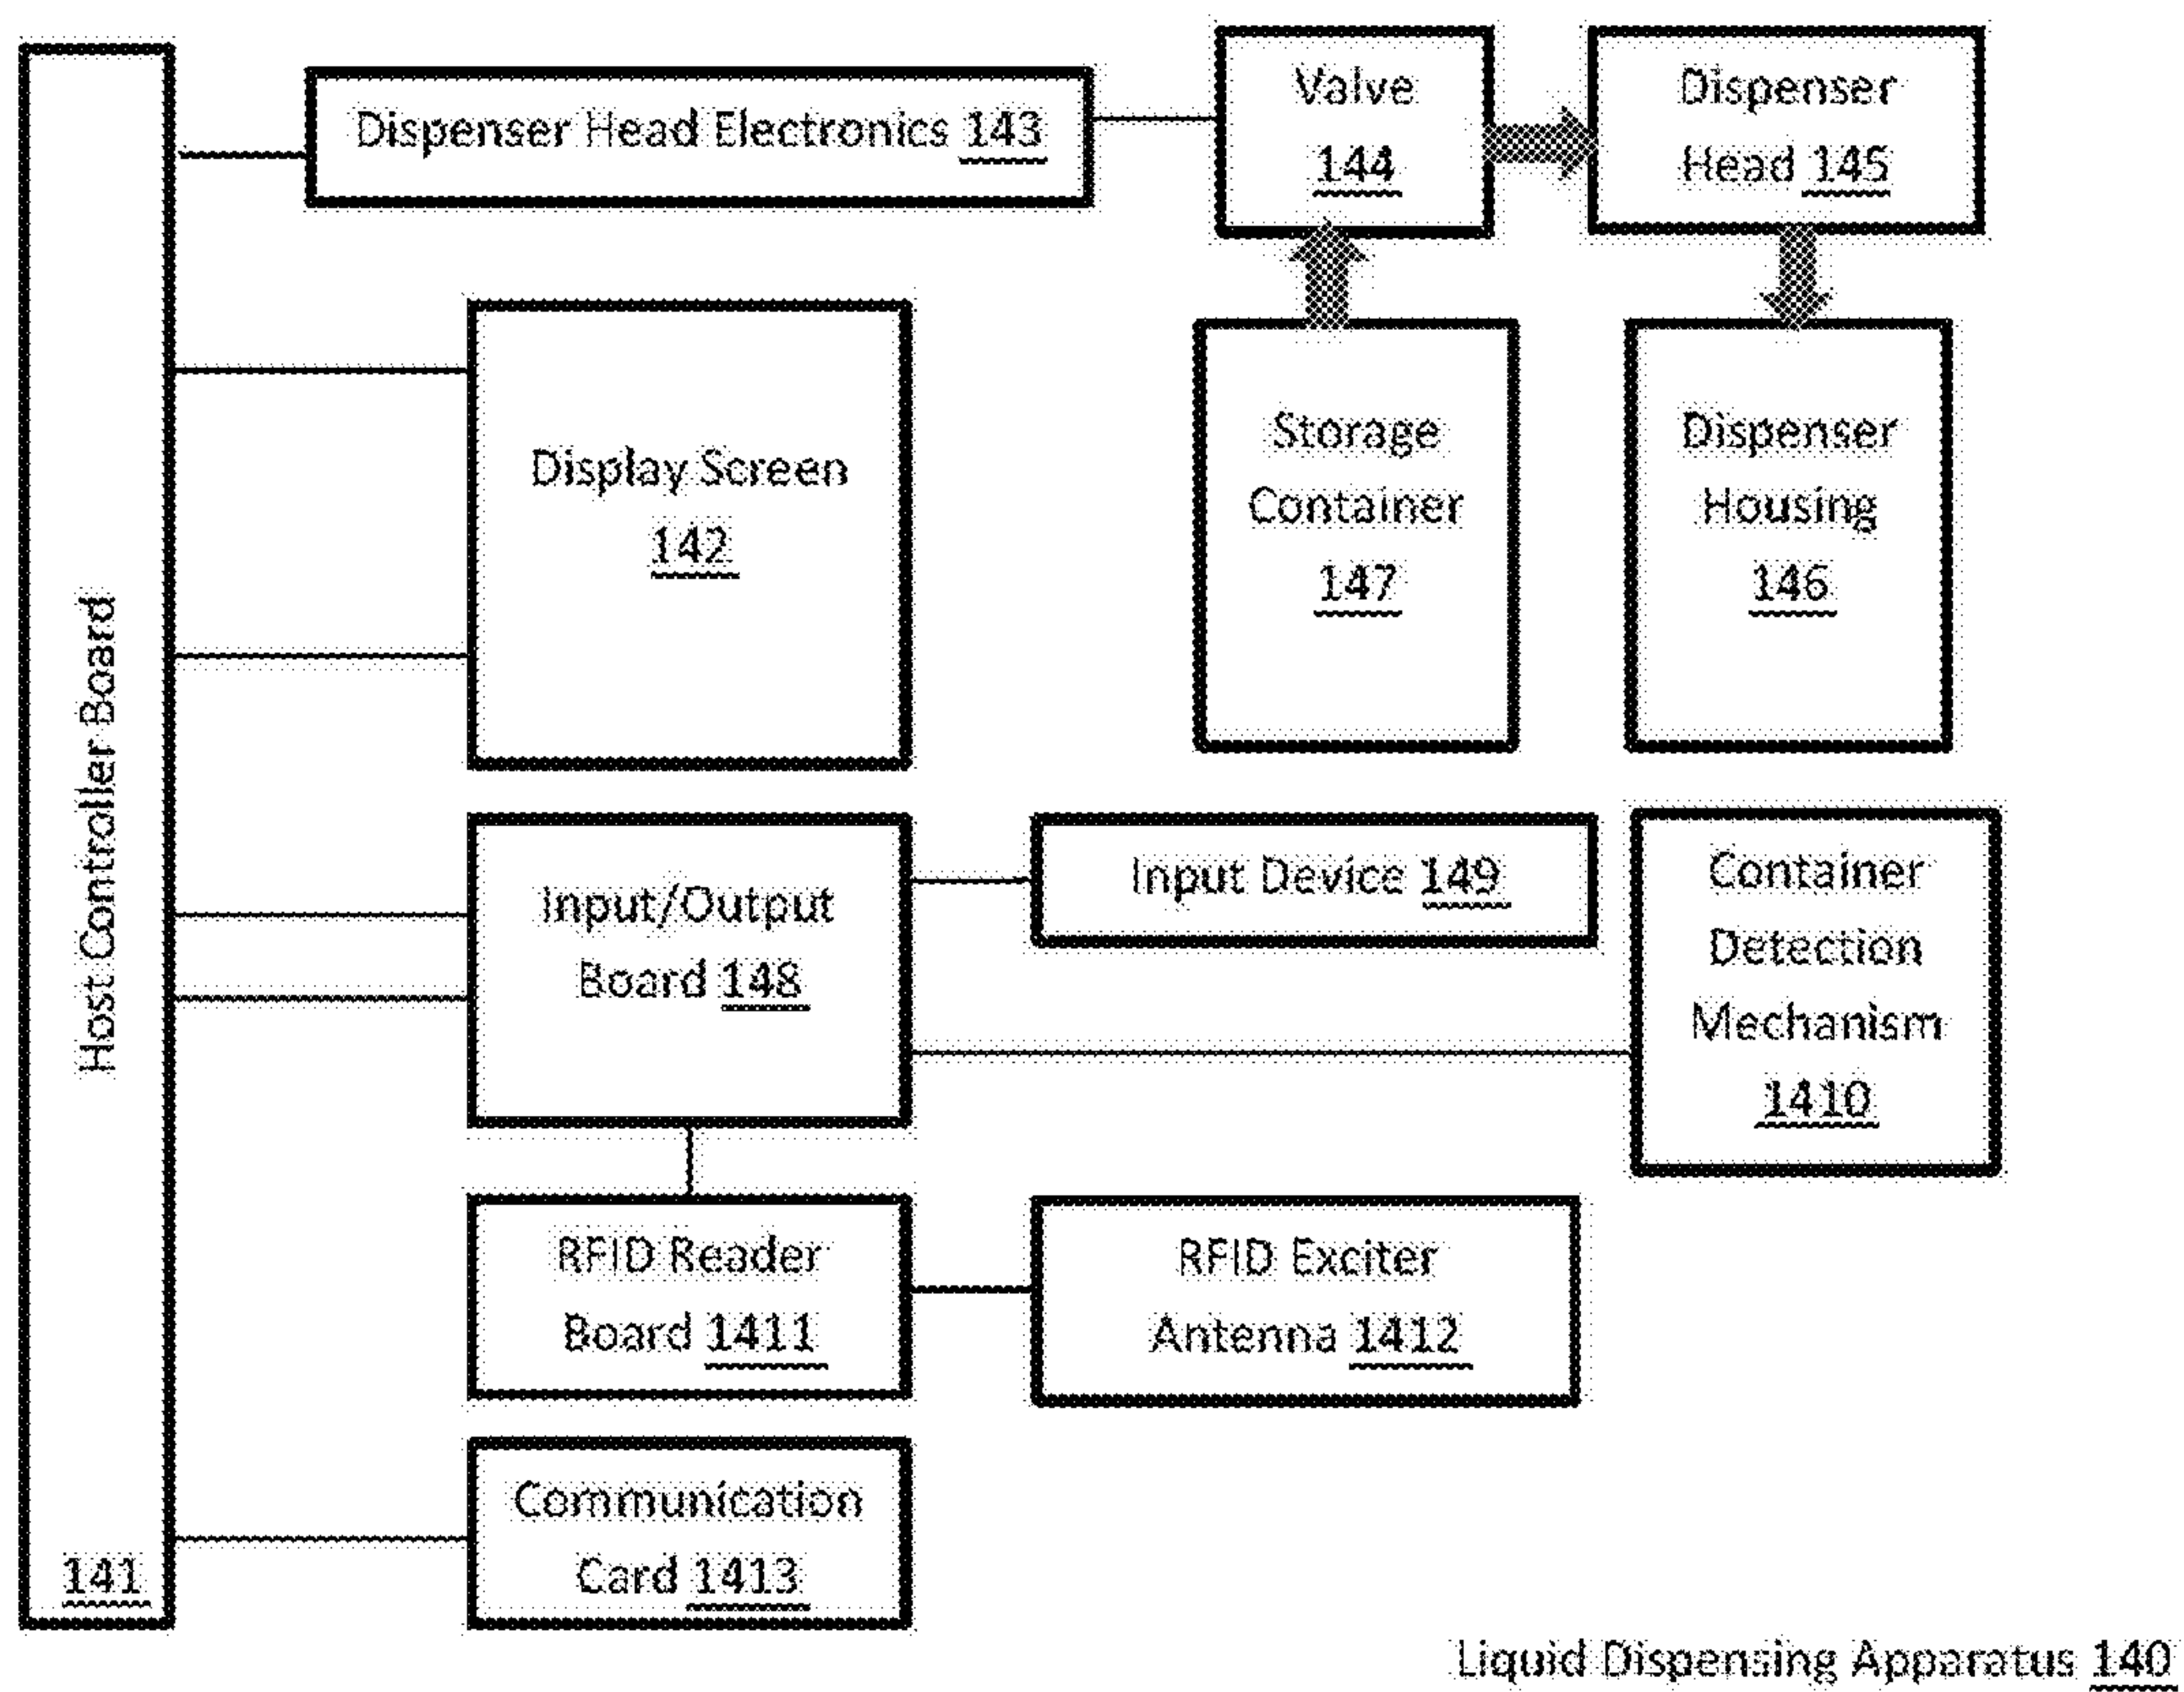 Dispenser Head Electronics 143
Valve
144
Dispenser
Head 145
Display Screen
142
Storage
Container
147
Dispenser
Housing
146
Host Controller Board
141
Input/Output
Board 148
Input Device 149
Container
Detection
Mechanism
1410
RFID Reader
Board 1411
RFID Exciter
Antenna 1412
Communication
Card 1413
Liquid Dispensing Apparatus 140